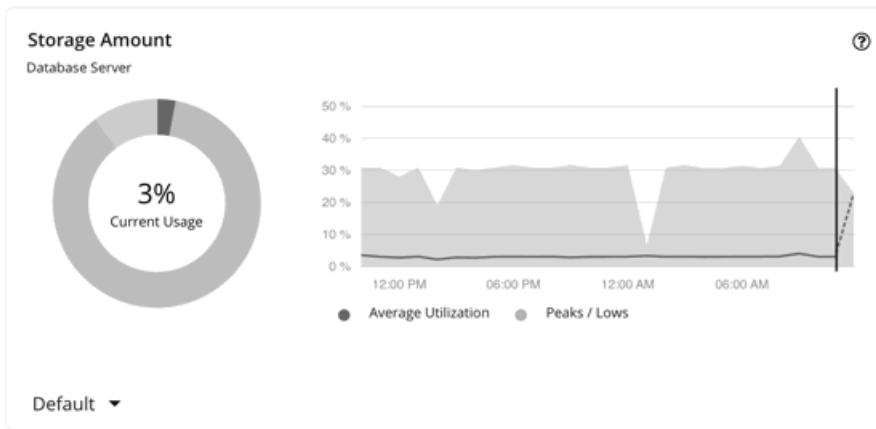 Storage Amount
Database Server
3%
Current Usage
50 %
40 %
30 %
20 %
10 %
0 %
12:00 PM 06:00 PM 12:00 AM 06:00 AM
Average Utilization Peaks / Lows
Default